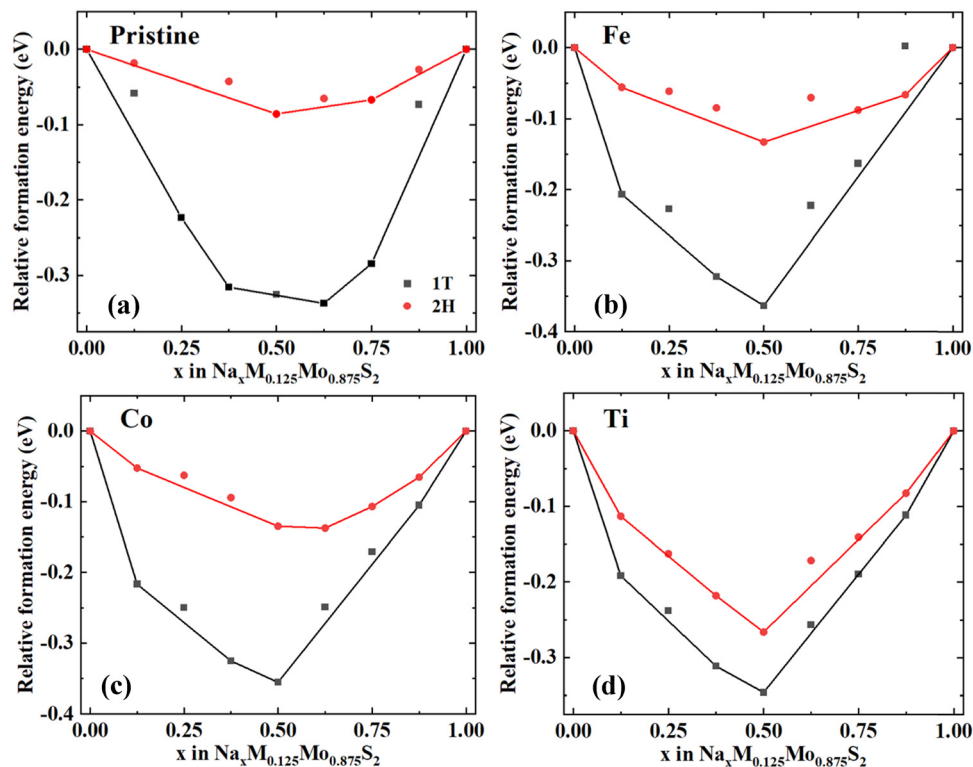 Pristine
Relative formation energy (eV)
0.0
-0.1
-0.2
-0.3
1T
2H
(a)
0.00 0.25 0.50 0.75 1.00
x in NaₓM₀.₁₂₅Mo₀.₈₇₅S₂
Fe
Relative formation energy (eV)
0.0
-0.1
-0.2
-0.3
-0.4
(b)
0.00 0.25 0.50 0.75 1.00
x in NaₓM₀.₁₂₅Mo₀.₈₇₅S₂
Co
Relative formation energy (eV)
0.0
-0.1
-0.2
-0.3
-0.4
(c)
0.00 0.25 0.50 0.75 1.00
x in NaₓM₀.₁₂₅Mo₀.₈₇₅S₂
Ti
Relative formation energy (eV)
0.0
-0.1
-0.2
-0.3
(d)
0.00 0.25 0.50 0.75 1.00
x in NaₓM₀.₁₂₅Mo₀.₈₇₅S₂